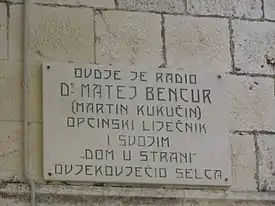 OVDJE JE RADIO
DR MATEJ BENCUR
(MARTIN KUKUČIN)
OPĆINSKI LIJEČNIK
I SVOJIM
„DOM U STRANI"
OVJEKOVJEČIO SELCA